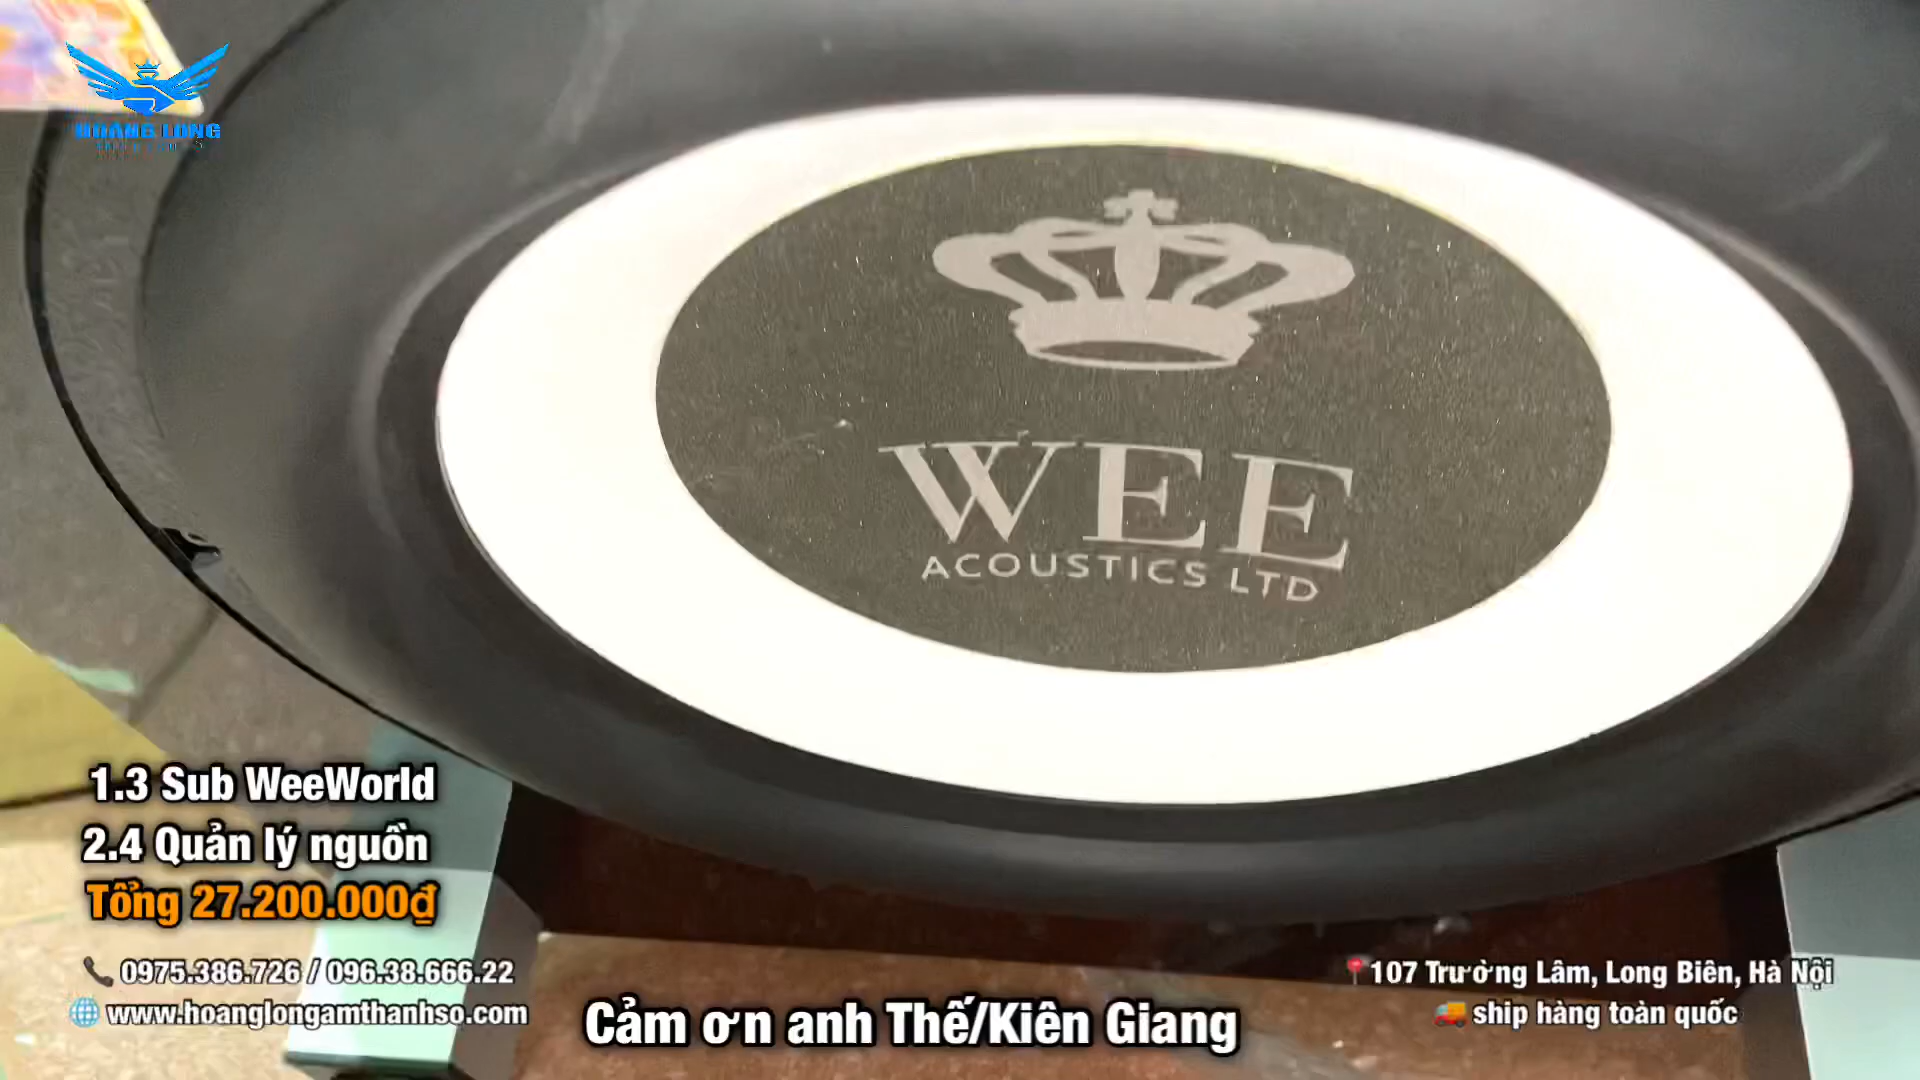 HOANG LONG
WEE
ACOUSTICS LTD
1.3 Sub WeeWorld
2.4 Quản lý nguồn
Tổng 27.200.000₫
0975.386.726 / 096.38.666.22
www.hoanglongamthanhso.com
Cảm ơn anh Thế/Kiên Giang
107 Trường Lâm, Long Biên, Hà Nội
ship hàng toàn quốc